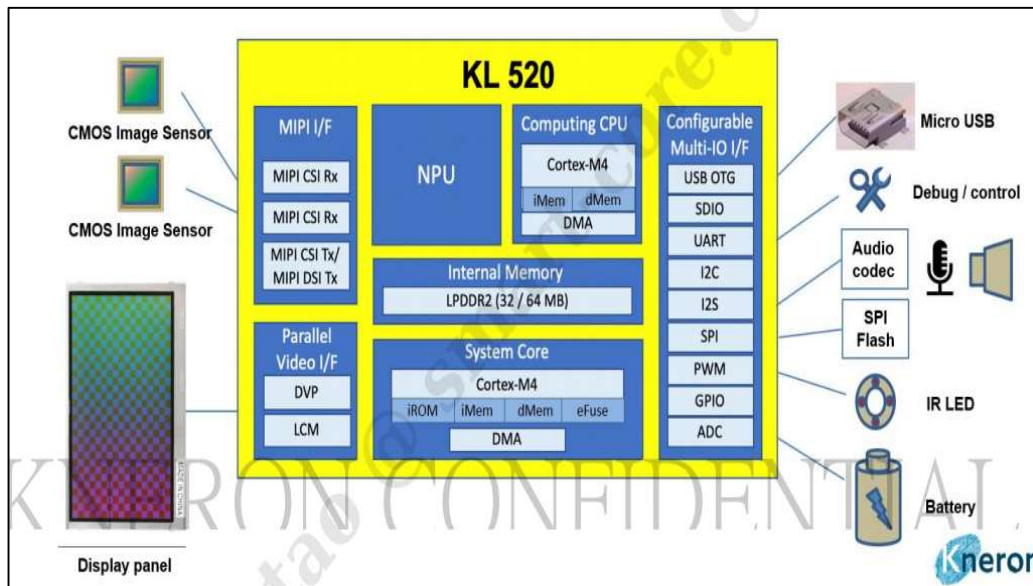 KL 520
CMOS Image Sensor
CMOS Image Sensor
Display panel
MIPI I/F
MIPI CSI Rx
MIPI CSI Rx
MIPI CSI Tx/
MIPI DSI Tx
Parallel
Video I/F
DVP
LCM
NPU
Computing CPU
Cortex-M4
iMem dMem
DMA
Internal Memory
LPDDR2 (32 / 64 MB)
System Core
Cortex-M4
iROM iMem dMem eFuse
DMA
Configurable
Multi-IO I/F
USB OTG
SDIO
UART
I2C
I2S
SPI
PWM
GPIO
ADC
Micro USB
Debug / control
Audio
codec
SPI
Flash
IR LED
Battery
MADE IN CHINA
KNERON CONFIDENTIAL
Kneron